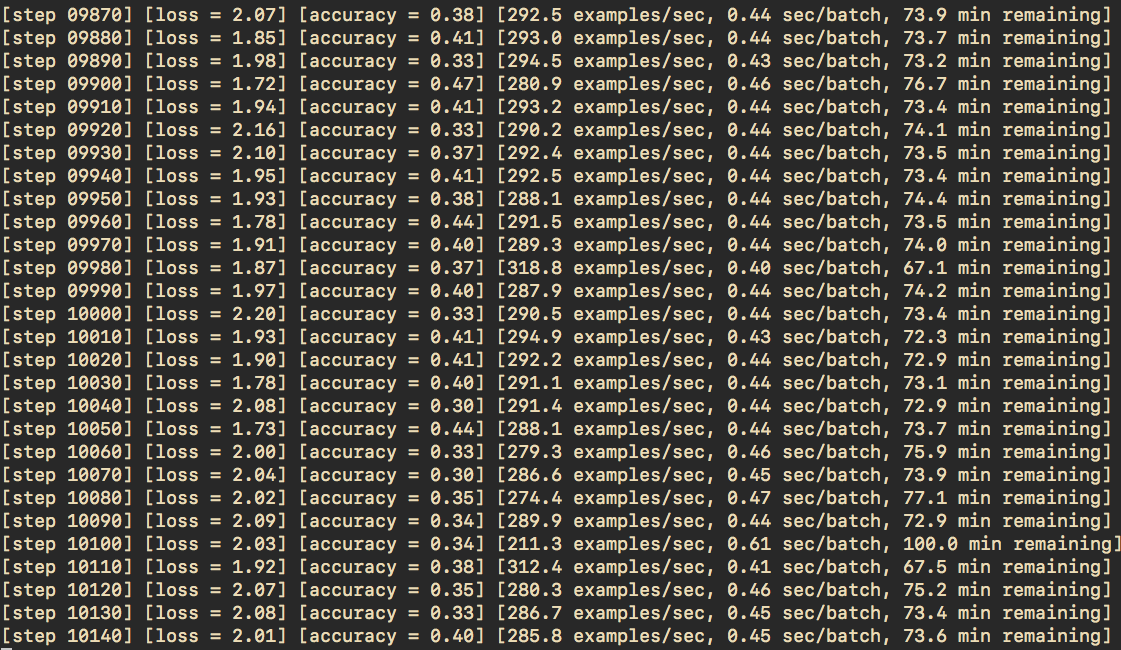 [step 09870] [loss = 2.07] [accuracy = 0.38] [292.5 examples/sec, 0.44 sec/batch, 73.9 min remaining]
[step 09880] [loss = 1.85] [accuracy = 0.41] [293.0 examples/sec, 0.44 sec/batch, 73.7 min remaining]
[step 09890] [loss = 1.98] [accuracy = 0.33] [294.5 examples/sec, 0.43 sec/batch, 73.2 min remaining]
[step 09900] [loss = 1.72] [accuracy = 0.47] [280.9 examples/sec, 0.46 sec/batch, 76.7 min remaining]
[step 09910] [loss = 1.94] [accuracy = 0.41] [293.2 examples/sec, 0.44 sec/batch, 73.4 min remaining]
[step 09920] [loss = 2.16] [accuracy = 0.33] [290.2 examples/sec, 0.44 sec/batch, 74.1 min remaining]
[step 09930] [loss = 2.10] [accuracy = 0.37] [292.4 examples/sec, 0.44 sec/batch, 73.5 min remaining]
[step 09940] [loss = 1.95] [accuracy = 0.41] [292.5 examples/sec, 0.44 sec/batch, 73.4 min remaining]
[step 09950] [loss = 1.93] [accuracy = 0.38] [288.1 examples/sec, 0.44 sec/batch, 74.4 min remaining]
[step 09960] [loss = 1.78] [accuracy = 0.44] [291.5 examples/sec, 0.44 sec/batch, 73.5 min remaining]
[step 09970] [loss = 1.91] [accuracy = 0.40] [289.3 examples/sec, 0.44 sec/batch, 74.0 min remaining]
[step 09980] [loss = 1.87] [accuracy = 0.37] [318.8 examples/sec, 0.40 sec/batch, 67.1 min remaining]
[step 09990] [loss = 1.97] [accuracy = 0.40] [287.9 examples/sec, 0.44 sec/batch, 74.2 min remaining]
[step 10000] [loss = 2.20] [accuracy = 0.33] [290.5 examples/sec, 0.44 sec/batch, 73.4 min remaining]
[step 10010] [loss = 1.93] [accuracy = 0.41] [294.9 examples/sec, 0.43 sec/batch, 72.3 min remaining]
[step 10020] [loss = 1.90] [accuracy = 0.41] [292.2 examples/sec, 0.44 sec/batch, 72.9 min remaining]
[step 10030] [loss = 1.78] [accuracy = 0.40] [291.1 examples/sec, 0.44 sec/batch, 73.1 min remaining]
[step 10040] [loss = 2.08] [accuracy = 0.30] [291.4 examples/sec, 0.44 sec/batch, 72.9 min remaining]
[step 10050] [loss = 1.73] [accuracy = 0.44] [288.1 examples/sec, 0.44 sec/batch, 73.7 min remaining]
[step 10060] [loss = 2.00] [accuracy = 0.33] [279.3 examples/sec, 0.46 sec/batch, 75.9 min remaining]
[step 10070] [loss = 2.04] [accuracy = 0.30] [286.6 examples/sec, 0.45 sec/batch, 73.9 min remaining]
[step 10080] [loss = 2.02] [accuracy = 0.35] [274.4 examples/sec, 0.47 sec/batch, 77.1 min remaining]
[step 10090] [loss = 2.09] [accuracy = 0.34] [289.9 examples/sec, 0.44 sec/batch, 72.9 min remaining]
[step 10100] [loss = 2.03] [accuracy = 0.34] [211.3 examples/sec, 0.61 sec/batch, 100.0 min remaining]
[step 10110] [loss = 1.92] [accuracy = 0.38] [312.4 examples/sec, 0.41 sec/batch, 67.5 min remaining]
[step 10120] [loss = 2.07] [accuracy = 0.35] [280.3 examples/sec, 0.46 sec/batch, 75.2 min remaining]
[step 10130] [loss = 2.08] [accuracy = 0.33] [286.7 examples/sec, 0.45 sec/batch, 73.4 min remaining]
[step 10140] [loss = 2.01] [accuracy = 0.40] [285.8 examples/sec, 0.45 sec/batch, 73.6 min remaining]